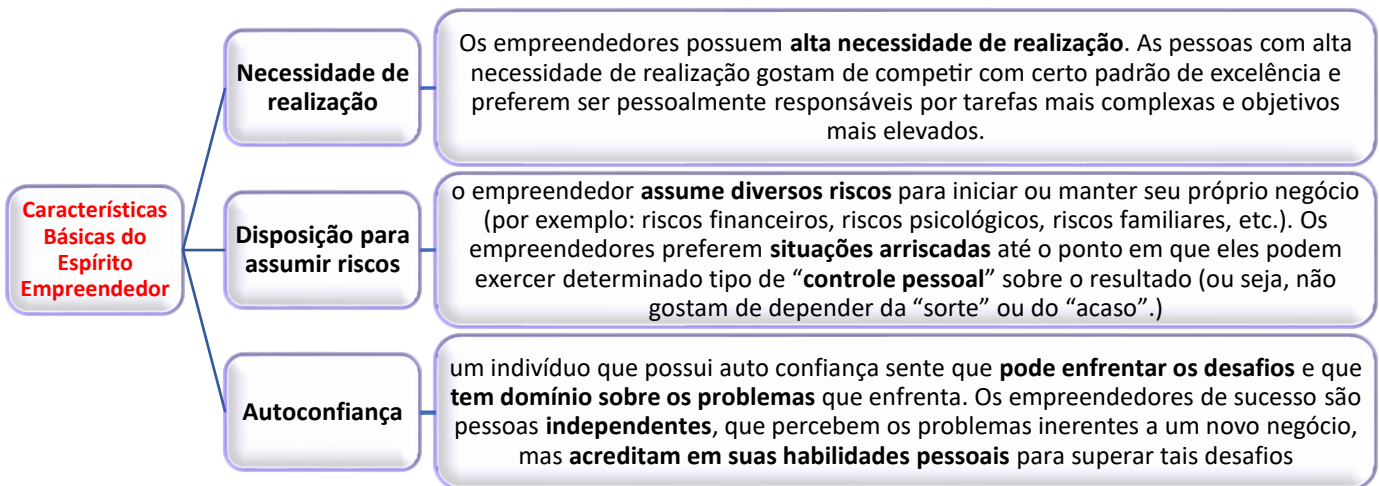 Características
Básicas do
Espírito
Empreendedor
Necessidade de
realização
Os empreendedores possuem alta necessidade de realização. As pessoas com alta
necessidade de realização gostam de competir com certo padrão de excelência e
preferem ser pessoalmente responsáveis por tarefas mais complexas e objetivos
mais elevados.
Disposição para
assumir riscos
o empreendedor assume diversos riscos para iniciar ou manter seu próprio negócio
(por exemplo: riscos financeiros, riscos psicológicos, riscos familiares, etc.). Os
empreendedores preferem situações arriscadas até o ponto em que eles podem
exercer determinado tipo de “controle pessoal” sobre o resultado (ou seja, não
gostam de depender da “sorte” ou do “acaso”.)
Autoconfiança
um indivíduo que possui auto confiança sente que pode enfrentar os desafios e que
tem domínio sobre os problemas que enfrenta. Os empreendedores de sucesso são
pessoas independentes, que percebem os problemas inerentes a um novo negócio,
mas acreditam em suas habilidades pessoais para superar tais desafios